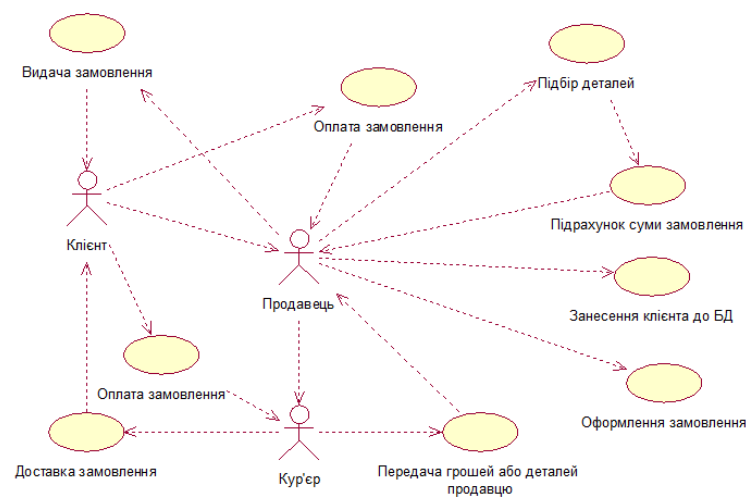 Видача замовлення
Підбір деталей
Оплата замовлення
Підрахунок суми замовлення
Клієнт
Продавець
Занесення клієнта до БД
Оплата замовлення
Оформлення замовлення
Доставка замовлення
Кур'єр
Передача грошей або деталей
продавцю